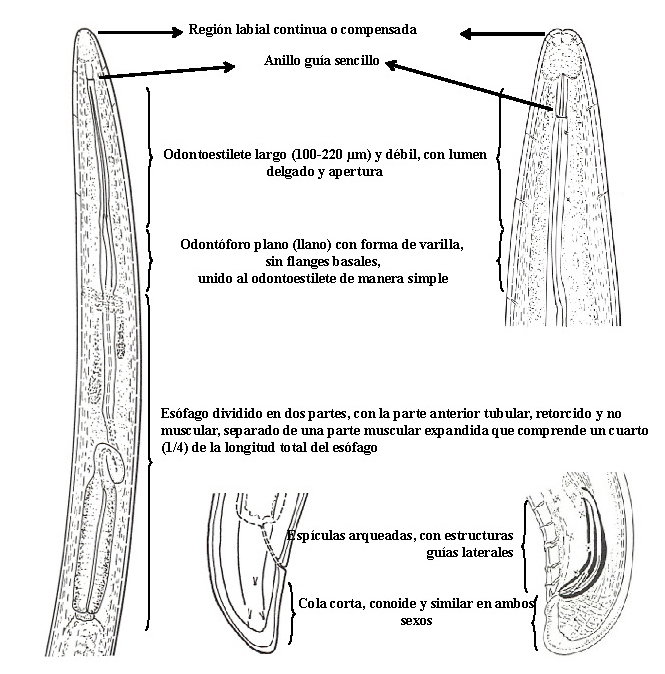 Región labial continua o compensada
Anillo guía sencillo
Odontoestilete largo (100-220 µm) y débil, con lumen
delgado y apertura
Odontóforo plano (llano) con forma de varilla,
sin flanges basales,
unido al odontoestilete de manera simple
Esófago dividido en dos partes, con la parte anterior tubular, retorcido y no
muscular, separado de una parte muscular expandida que comprende un cuarto
(1/4) de la longitud total del esófago
Espículas arqueadas, con estructuras
guías laterales
Cola corta, conoide y similar en ambos
sexos